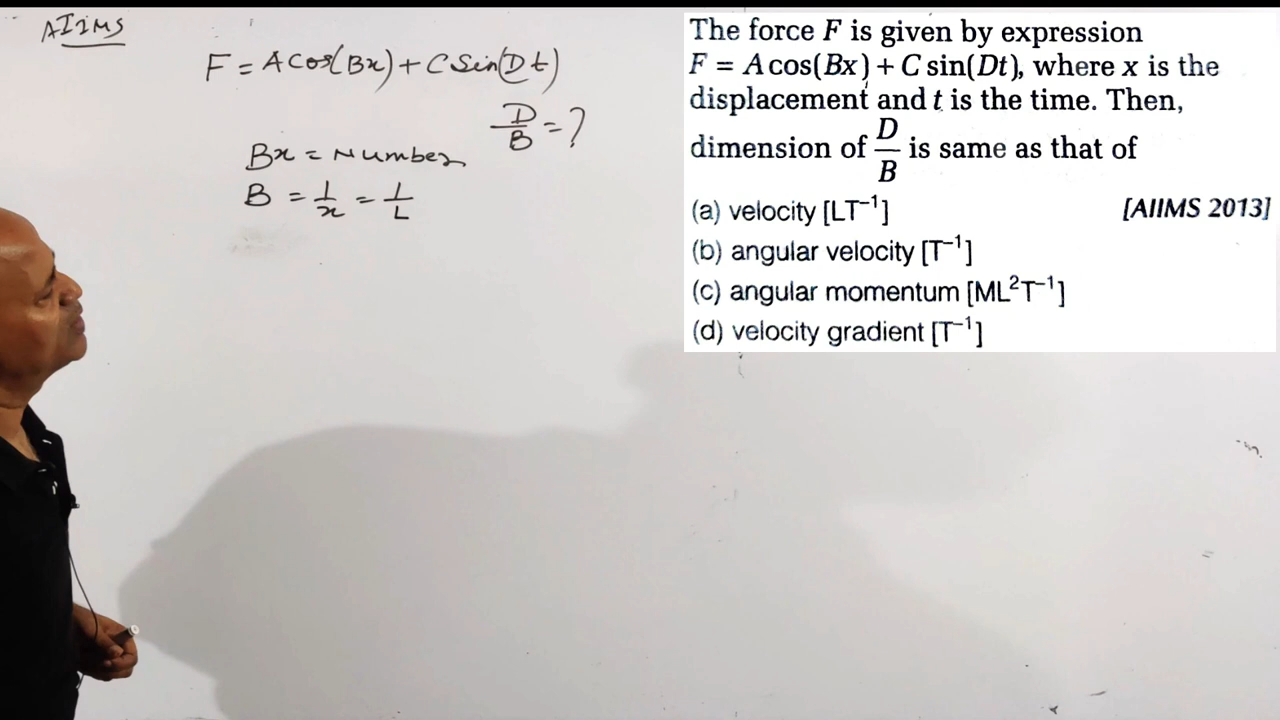 AIIMS
F = A Cos(Bx) + C Sin(Dt)
D/B = ?
Bx = Number
B = 1/x = 1/L
The force F is given by expression
F = A cos(Bx) + C sin(Dt), where x is the
displacement and t is the time. Then,
dimension of D/B is same as that of
(a) velocity [LT⁻¹] [AIIMS 2013]
(b) angular velocity [T⁻¹]
(c) angular momentum [ML²T⁻¹]
(d) velocity gradient [T⁻¹]